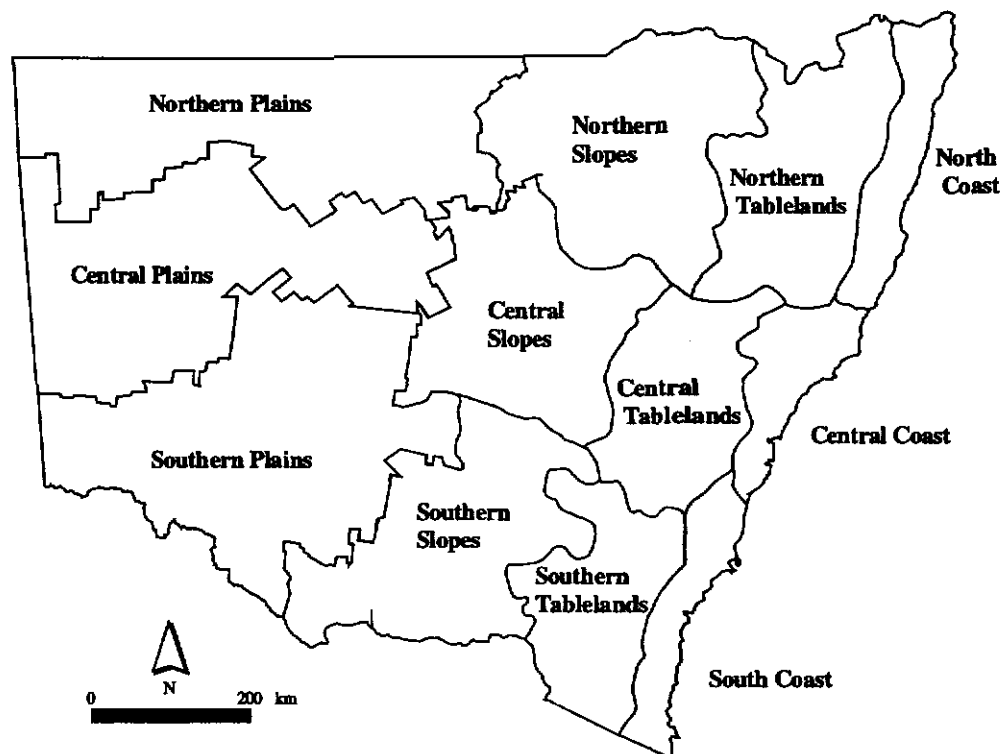 Northern Plains
Northern
Slopes
North
Coast
Northern
Tablelands
Central Plains
Central
Slopes
Central
Tablelands
Central Coast
Southern Plains
Southern
Slopes
Southern
Tablelands
South Coast
N
0 200 km